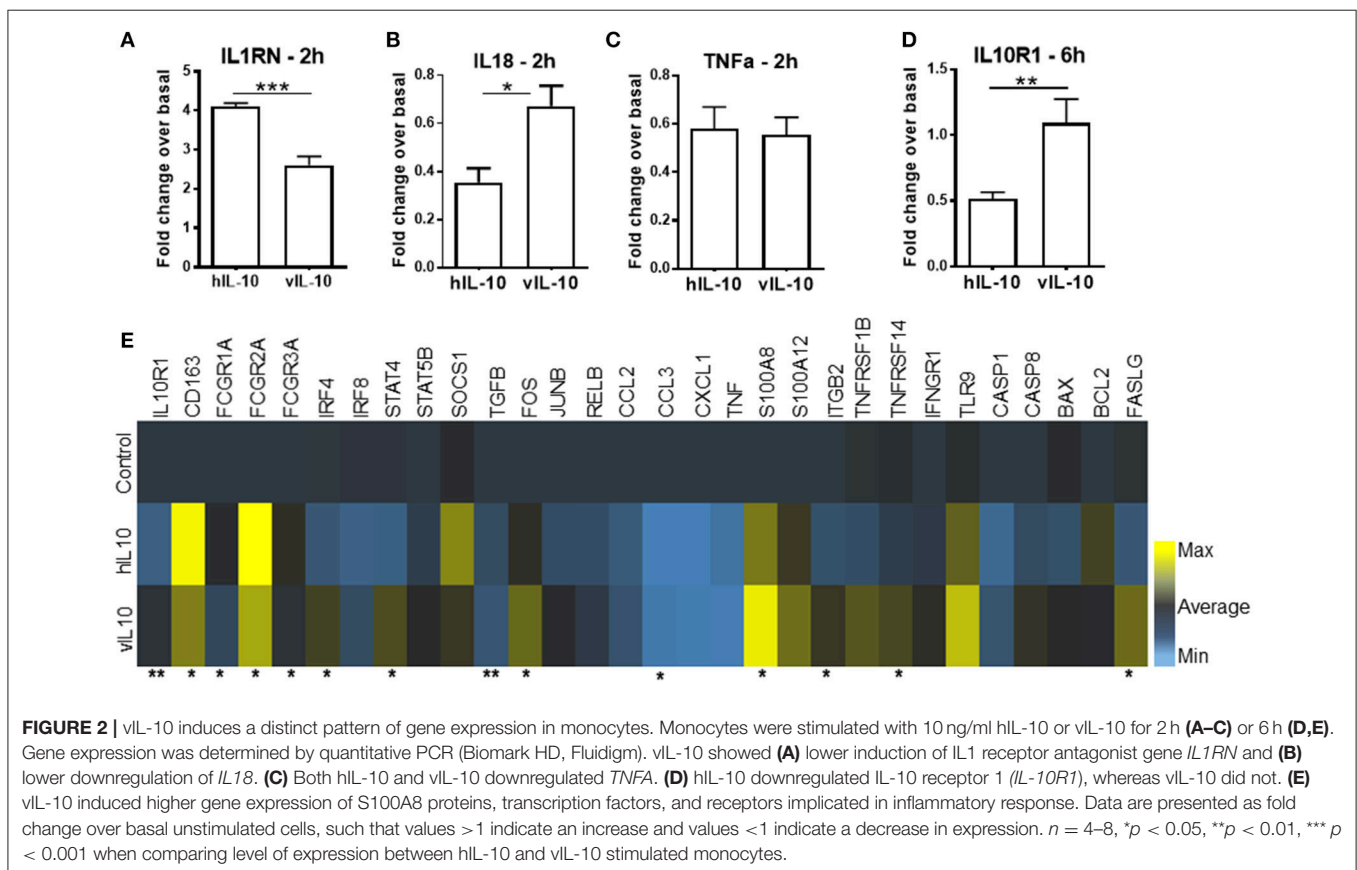 A
IL1RN - 2h
Fold change over basal
5
4
3
2
1
0
***
hIL-10
vIL-10
B
IL18 - 2h
Fold change over basal
0.8
0.6
0.4
0.2
0.0
*
hIL-10
vIL-10
C
TNFa - 2h
Fold change over basal
0.8
0.6
0.4
0.2
0.0
hIL-10
vIL-10
D
IL10R1 - 6h
Fold change over basal
1.5
1.0
0.5
0.0
**
hIL-10
vIL-10
E
IL10R1
CD163
FCGR1A
FCGR2A
FCGR3A
IRF4
IRF8
STAT4
STAT5B
SOCS1
TGFB
FOS
JUNB
RELB
CCL2
CCL3
CXCL1
TNF
S100A8
S100A12
ITGB2
TNFRSF1B
TNFRSF14
IFNGR1
TLR9
CASP1
CASP8
BAX
BCL2
FASLG
Control
hIL10
vIL10
** * * * * * * ** * * * * * *
Max
Average
Min
FIGURE 2 | vIL-10 induces a distinct pattern of gene expression in monocytes. Monocytes were stimulated with 10 ng/ml hIL-10 or vIL-10 for 2 h (A–C) or 6 h (D,E).
Gene expression was determined by quantitative PCR (Biomark HD, Fluidigm). vIL-10 showed (A) lower induction of IL1 receptor antagonist gene IL1RN and (B)
lower downregulation of IL18. (C) Both hIL-10 and vIL-10 downregulated TNFA. (D) hIL-10 downregulated IL-10 receptor 1 (IL-10R1), whereas vIL-10 did not. (E)
vIL-10 induced higher gene expression of S100A8 proteins, transcription factors, and receptors implicated in inflammatory response. Data are presented as fold
change over basal unstimulated cells, such that values >1 indicate an increase and values <1 indicate a decrease in expression. n = 4–8, *p < 0.05, **p < 0.01, *** p
< 0.001 when comparing level of expression between hIL-10 and vIL-10 stimulated monocytes.